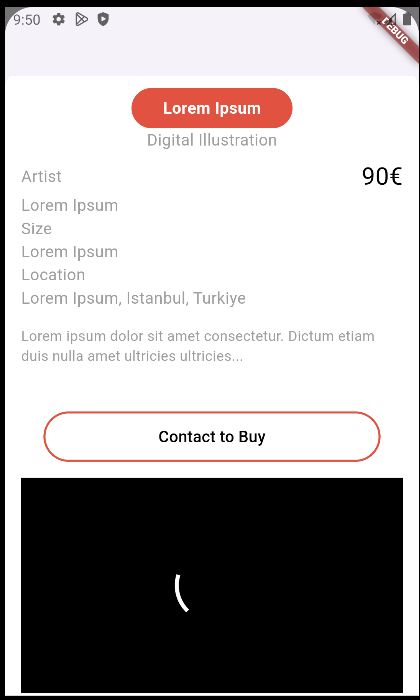 9:50
DEBUG
Lorem Ipsum
Digital Illustration
Artist
90€
Lorem Ipsum
Size
Lorem Ipsum
Location
Lorem Ipsum, Istanbul, Turkiye
Lorem ipsum dolor sit amet consectetur. Dictum etiam
duis nulla amet ultricies ultricies...
Contact to Buy